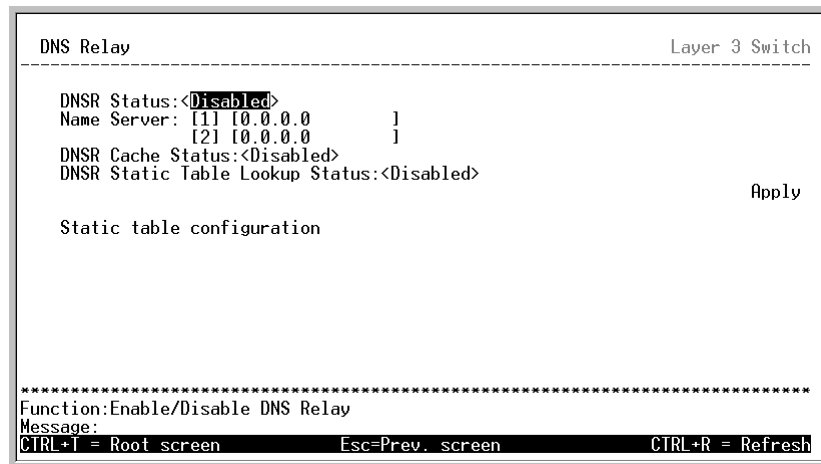 DNS Relay Layer 3 Switch
--------------------------------------------------------------------------------
DNSR Status:<Disabled>
Name Server: [1] [0.0.0.0 ]
[2] [0.0.0.0 ]
DNSR Cache Status:<Disabled>
DNSR Static Table Lookup Status:<Disabled>
Apply
Static table configuration
********************************************************************************
Function:Enable/Disable DNS Relay
Message:
CTRL+T = Root screen Esc=Prev. screen CTRL+R = Refresh